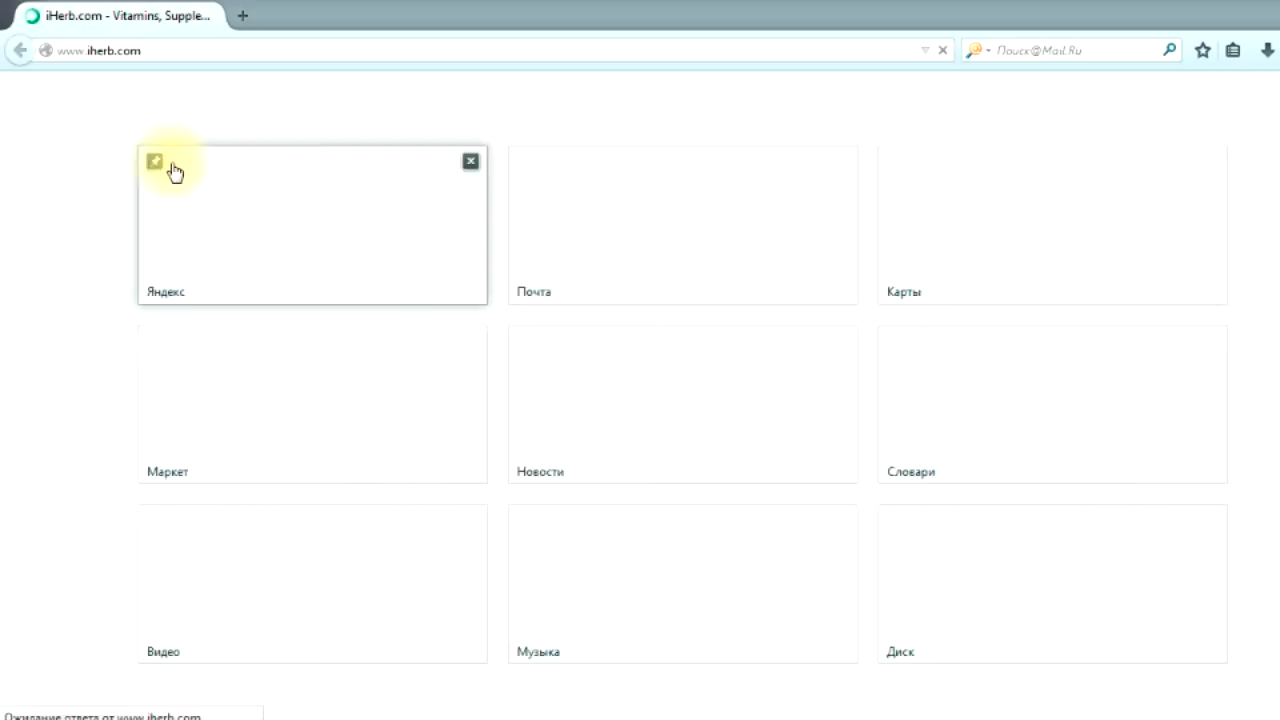 iHerb.com - Vitamins, Supple...
www.iherb.com
Поиск@Mail.Ru
Яндекс
Почта
Карты
Маркет
Новости
Словари
Видео
Музыка
Диск
Ожидание ответа от www.iherb.com